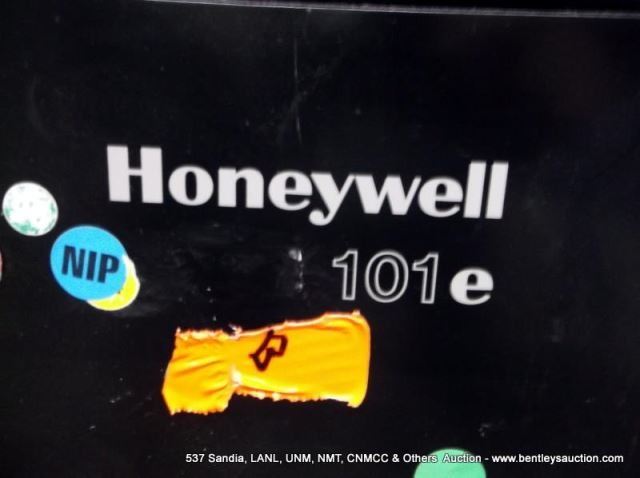 Honeywell
NIP
101e
537 Sandia, LANL, UNM, NMT, CNMCC & Others Auction - www.bentleysauction.com